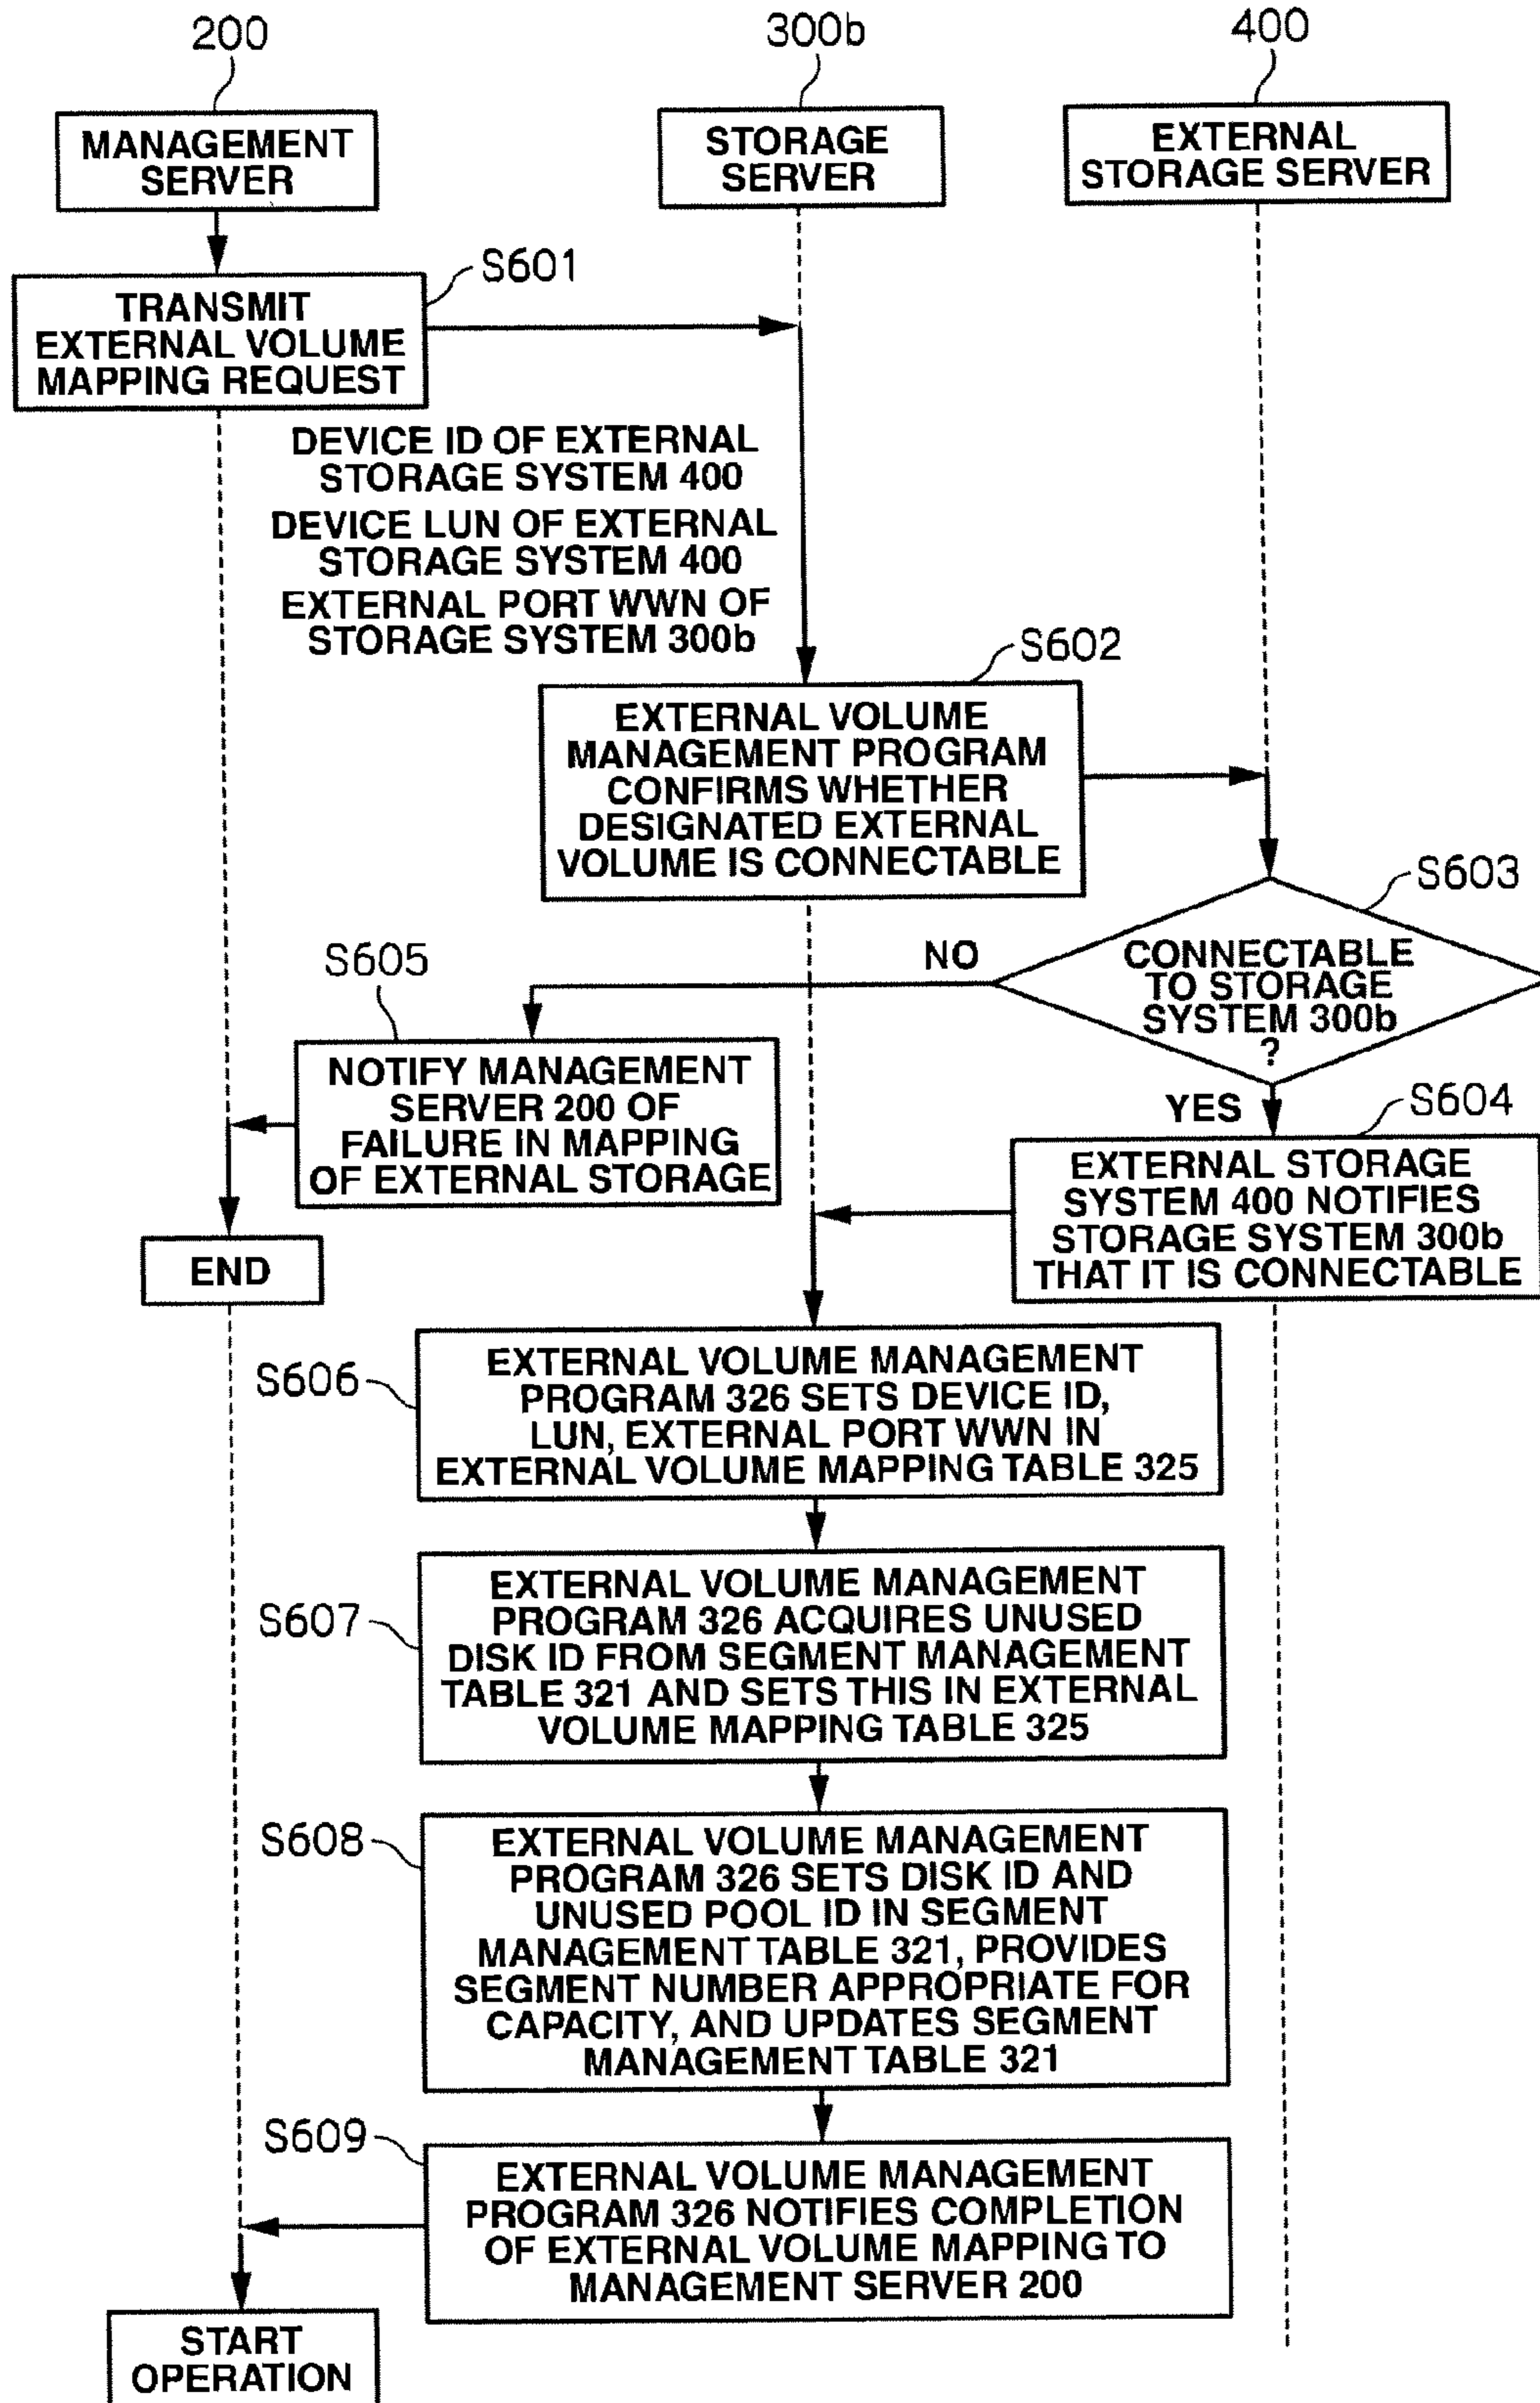 200
300b
400
MANAGEMENT
SERVER
STORAGE
SERVER
EXTERNAL
STORAGE SERVER
S601
TRANSMIT
EXTERNAL VOLUME
MAPPING REQUEST
DEVICE ID OF EXTERNAL
STORAGE SYSTEM 400
DEVICE LUN OF EXTERNAL
STORAGE SYSTEM 400
EXTERNAL PORT WWN OF
STORAGE SYSTEM 300b
S602
EXTERNAL VOLUME
MANAGEMENT PROGRAM
CONFIRMS WHETHER
DESIGNATED EXTERNAL
VOLUME IS CONNECTABLE
S603
CONNECTABLE
TO STORAGE
SYSTEM 300b
?
NO
S605
NOTIFY MANAGEMENT
SERVER 200 OF
FAILURE IN MAPPING
OF EXTERNAL STORAGE
YES
S604
EXTERNAL STORAGE
SYSTEM 400 NOTIFIES
STORAGE SYSTEM 300b
THAT IT IS CONNECTABLE
END
S606
EXTERNAL VOLUME MANAGEMENT
PROGRAM 326 SETS DEVICE ID,
LUN, EXTERNAL PORT WWN IN
EXTERNAL VOLUME MAPPING TABLE 325
S607
EXTERNAL VOLUME MANAGEMENT
PROGRAM 326 ACQUIRES UNUSED
DISK ID FROM SEGMENT MANAGEMENT
TABLE 321 AND SETS THIS IN EXTERNAL
VOLUME MAPPING TABLE 325
S608
EXTERNAL VOLUME MANAGEMENT
PROGRAM 326 SETS DISK ID AND
UNUSED POOL ID IN SEGMENT
MANAGEMENT TABLE 321, PROVIDES
SEGMENT NUMBER APPROPRIATE FOR
CAPACITY, AND UPDATES SEGMENT
MANAGEMENT TABLE 321
S609
EXTERNAL VOLUME MANAGEMENT
PROGRAM 326 NOTIFIES COMPLETION
OF EXTERNAL VOLUME MAPPING TO
MANAGEMENT SERVER 200
START
OPERATION